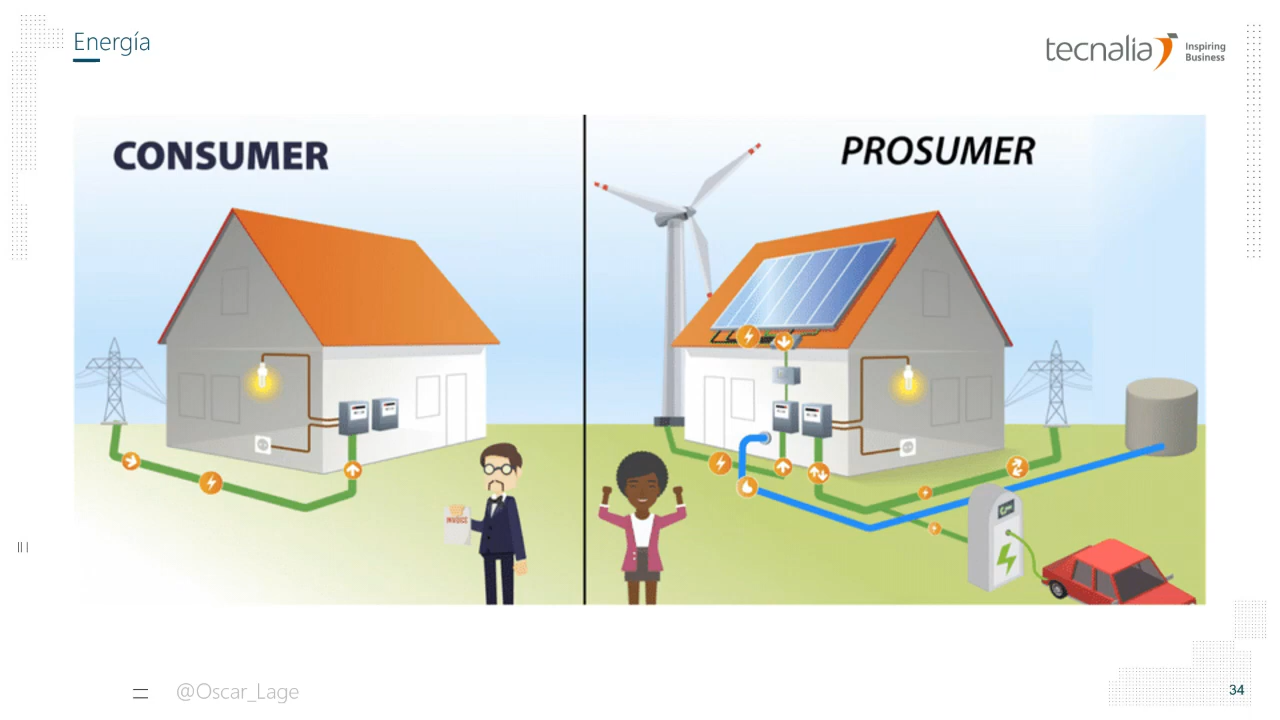 Energía
tecnalia
Inspiring
Business
CONSUMER
PROSUMER
INVOICE
@Oscar_Lage
34